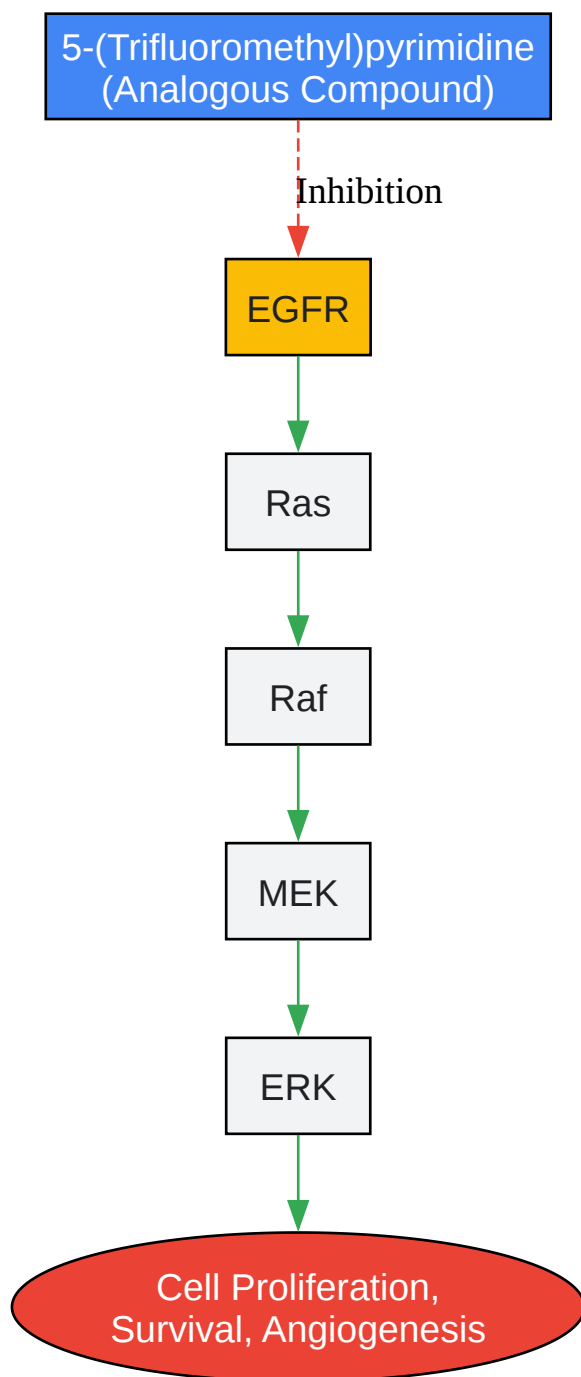 5-(Trifluoromethyl)pyrimidine
(Analogous Compound)
Inhibition
EGFR
Ras
Raf
MEK
ERK
Cell Proliferation,
Survival, Angiogenesis